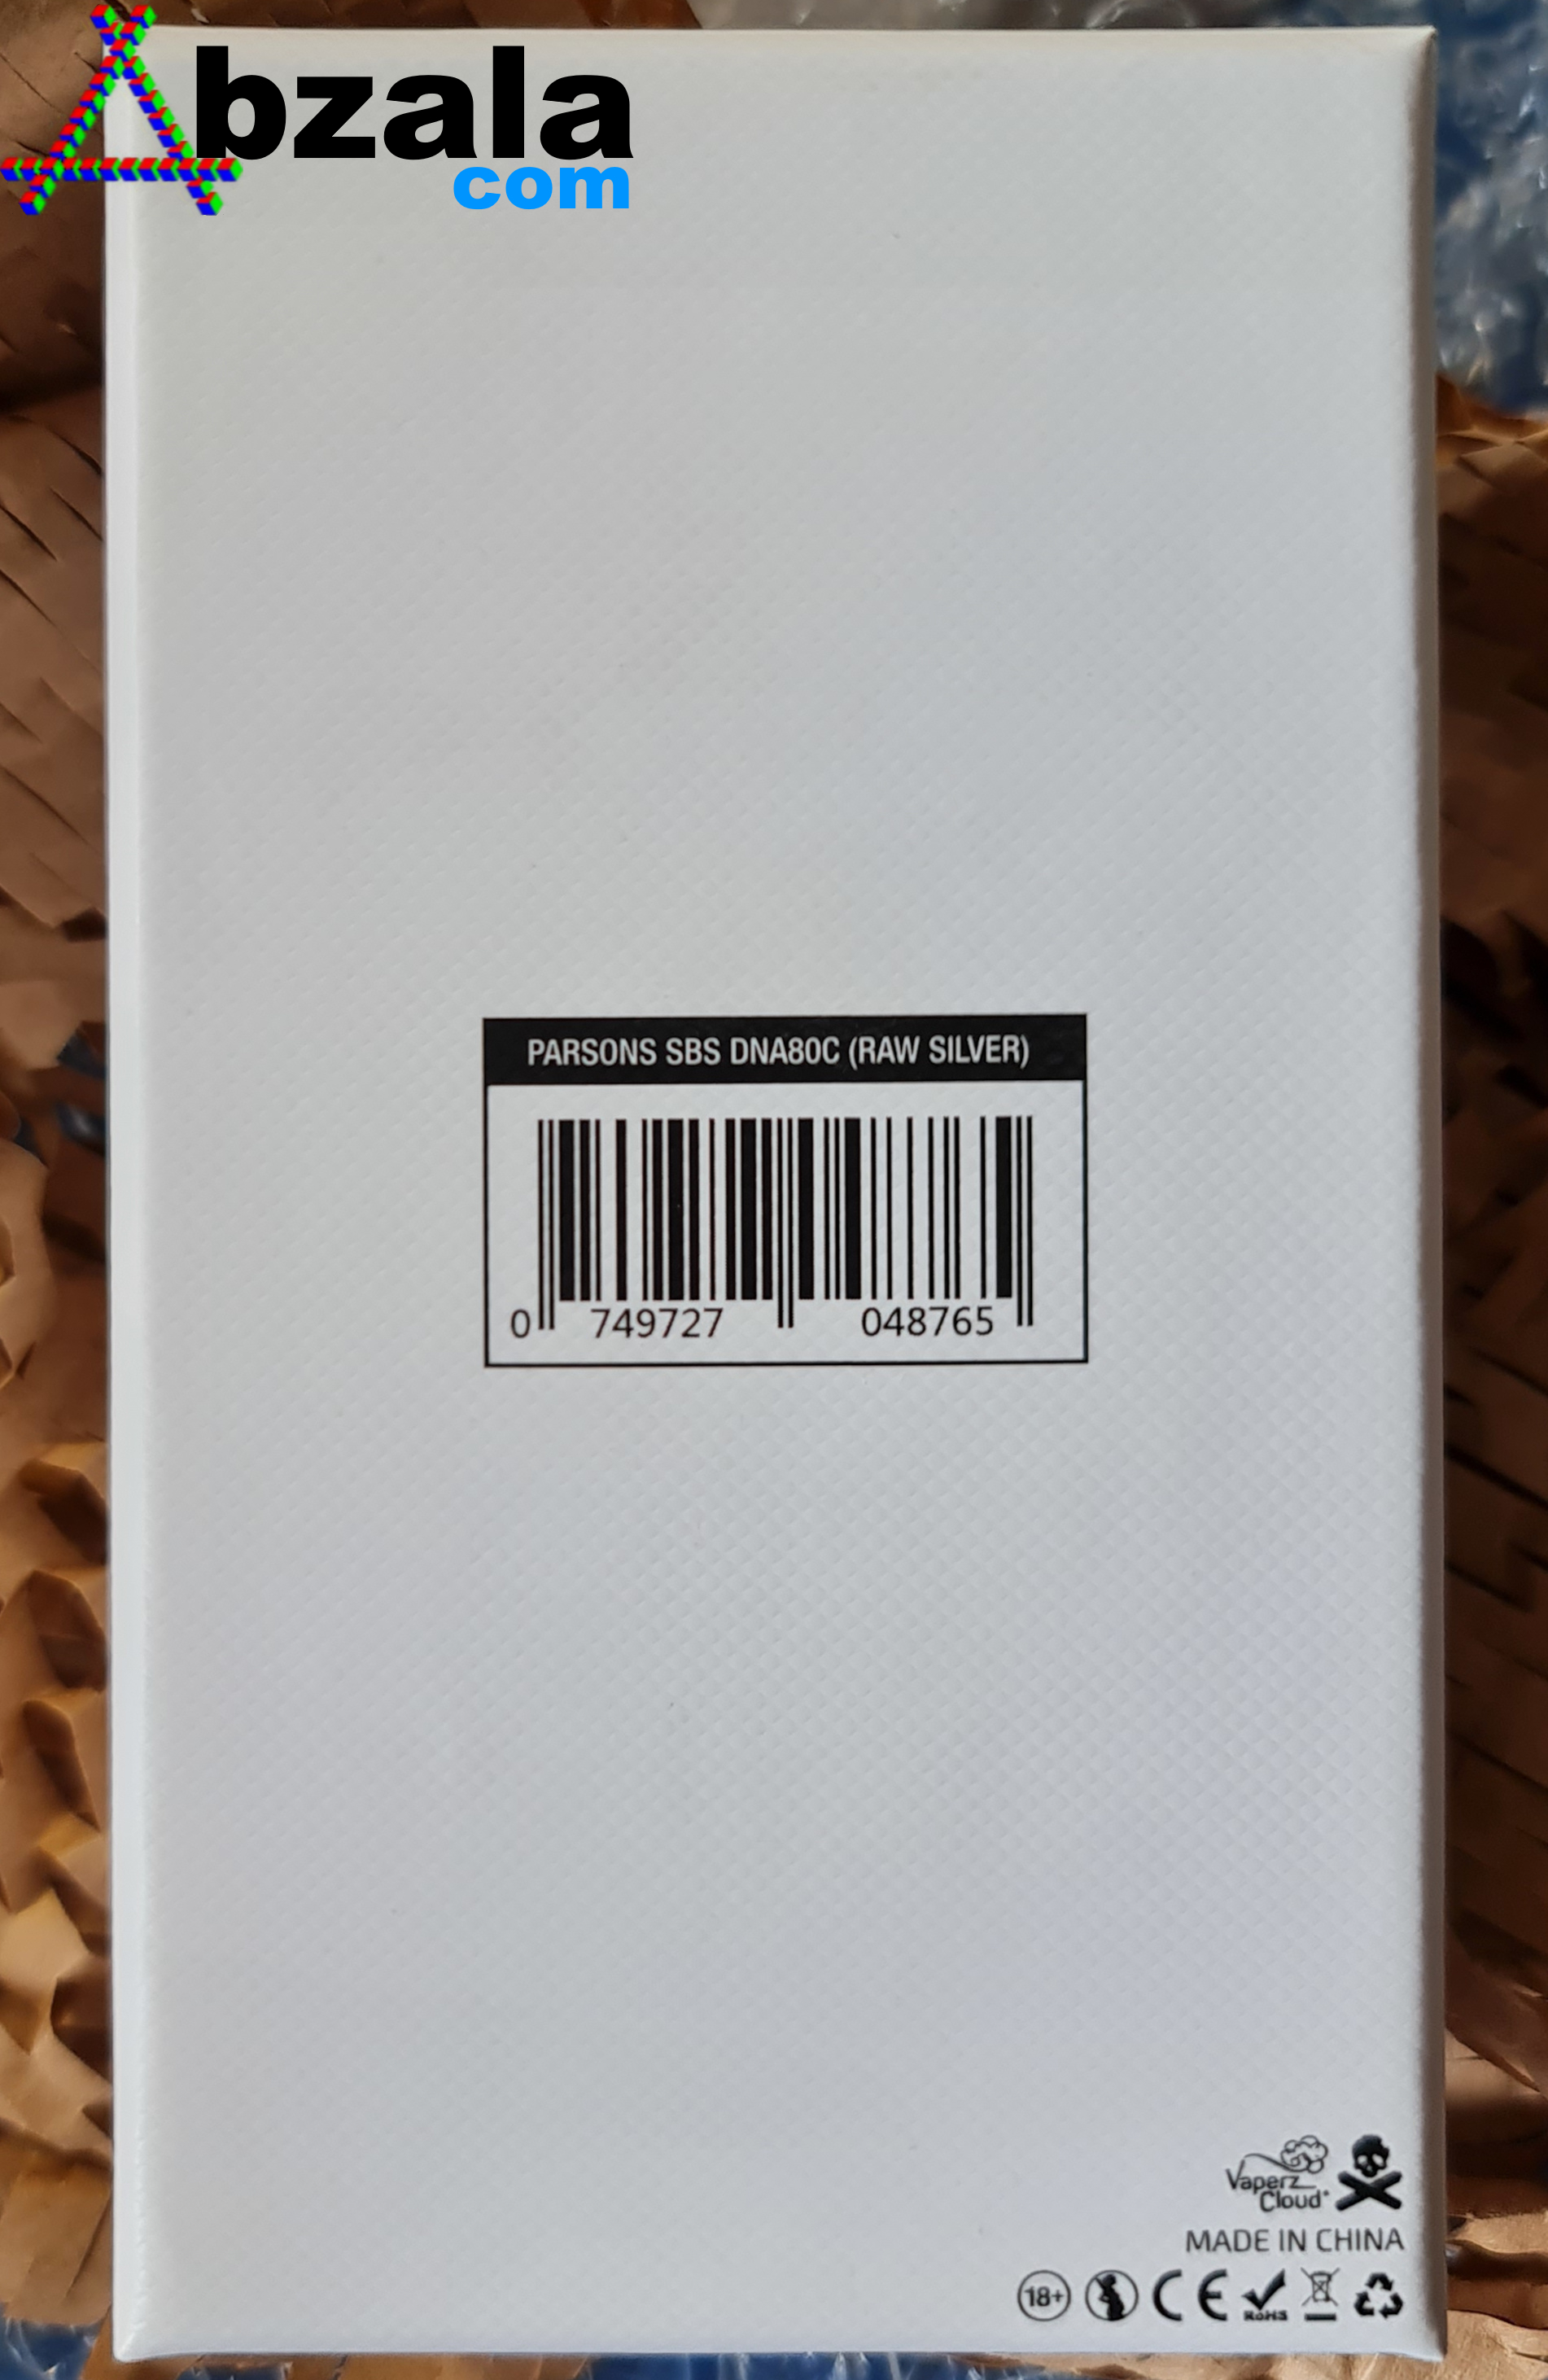 Abzala
com
PARSONS SBS DNA80C (RAW SILVER)
0 749727 048765
Vaperz
Cloud
MADE IN CHINA
18+ CE RoHS